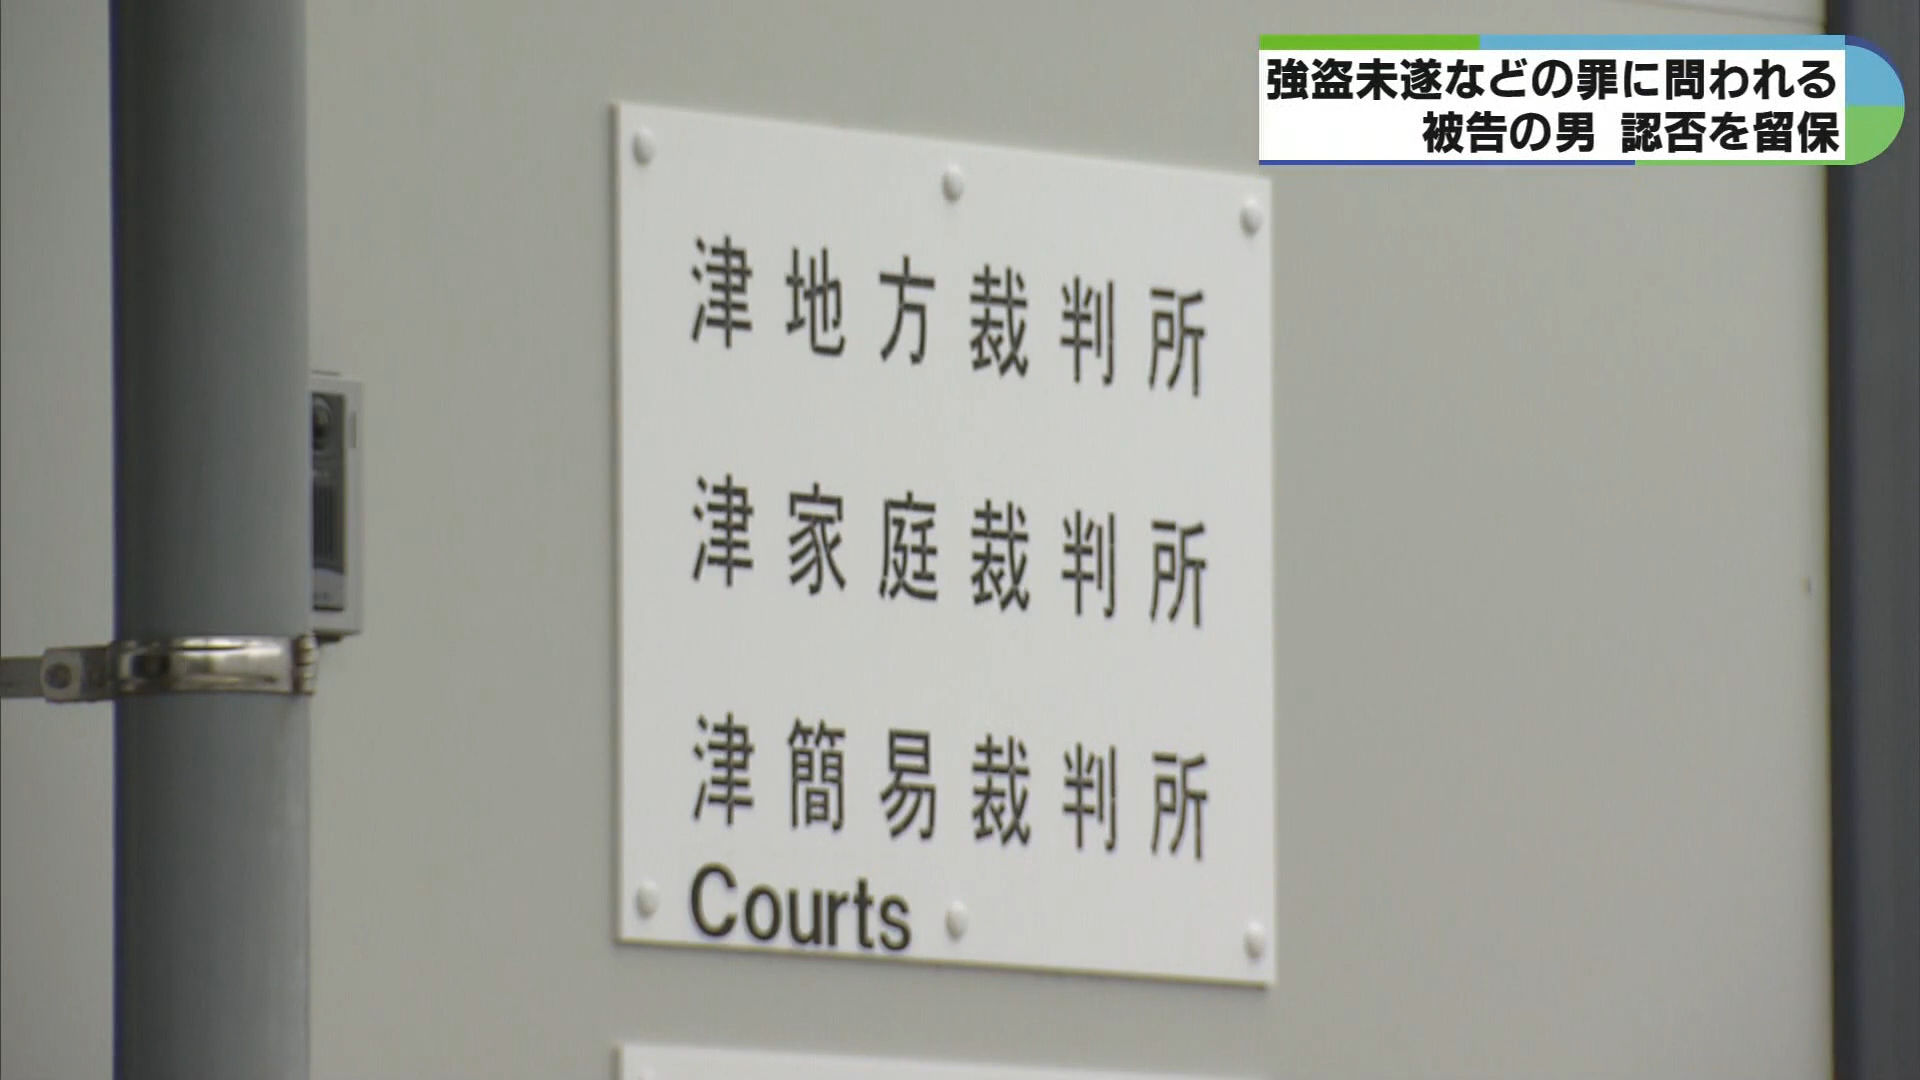 強盗未遂などの罪に問われる
被告の男 認否を留保
津地方裁判所
津家庭裁判所
津簡易裁判所
Courts